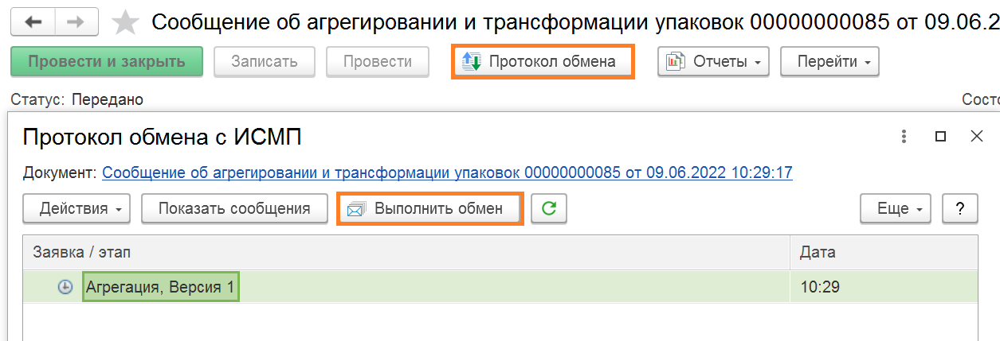 Сообщение об агрегировании и трансформации упаковок 00000000085 от 09.06.2
Провести и закрыть Записать Провести Протокол обмена Отчеты Перейти
Статус: Передано Состо
Протокол обмена с ИСМП
Документ: Сообщение об агрегировании и трансформации упаковок 00000000085 от 09.06.2022 10:29:17
Действия Показать сообщения Выполнить обмен Еще ?
Заявка / этап Дата
Агрегация, Версия 1 10:29